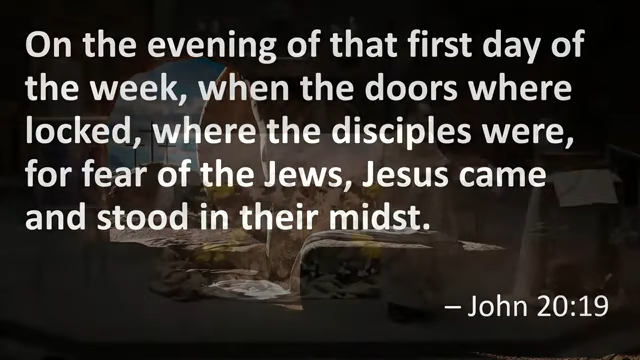 On the evening of that first day of
the week, when the doors where
locked, where the disciples were,
for fear of the Jews, Jesus came
and stood in their midst.
– John 20:19